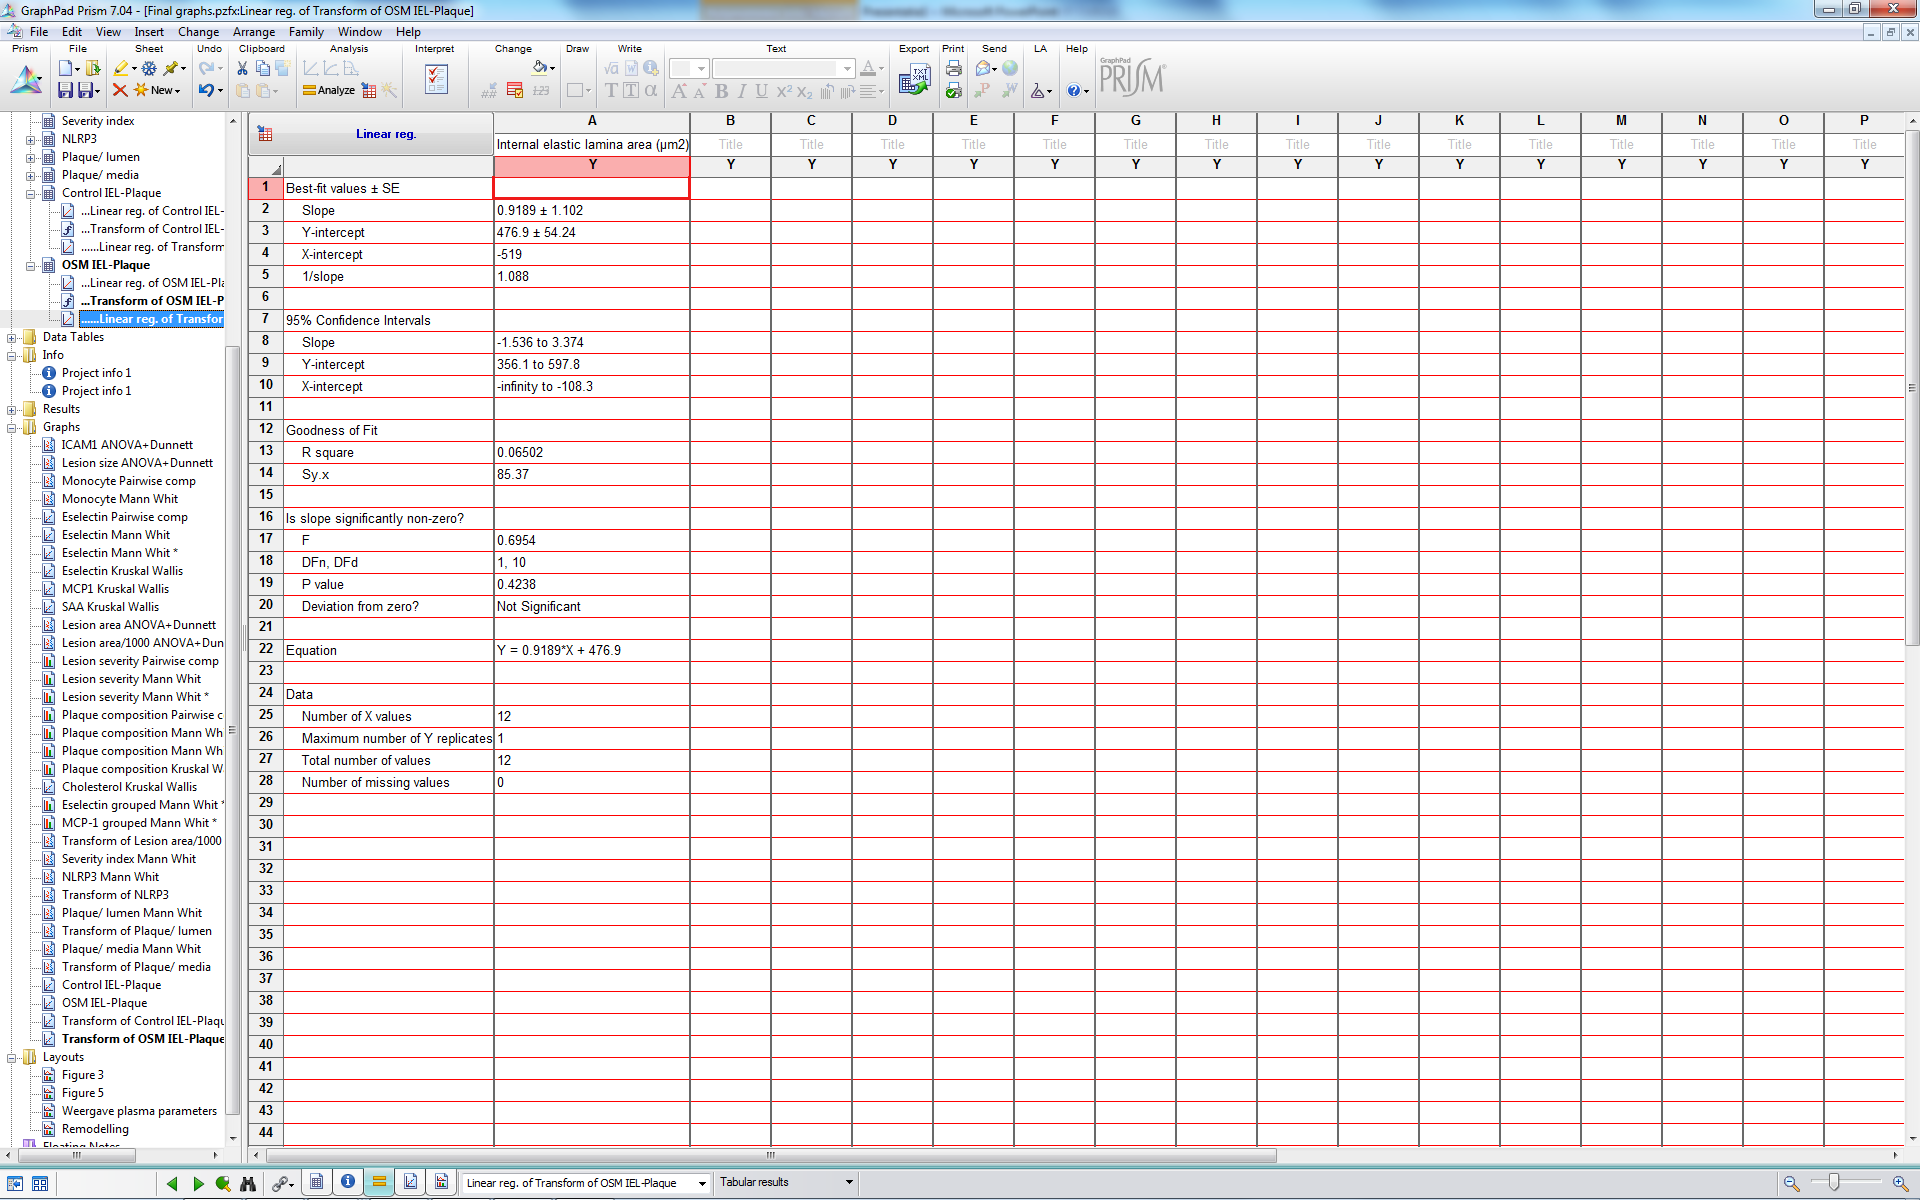 GraphPad Prism 7.04 - [Final graphs.pzfx:Linear reg. of Transform of OSM IEL-Plaque]
File Edit View Insert Change Arrange Family Window Help
Prism File Sheet Undo Clipboard Analysis Interpret Change Draw Write Text Export Print Send LA Help
New
Analyze
GraphPad
PRISM
Severity index
NLRP3
Plaque/ lumen
Plaque/ media
Control IEL-Plaque
...Linear reg. of Control IEL-
...Transform of Control IEL-
......Linear reg. of Transform
OSM IEL-Plaque
...Linear reg. of OSM IEL-Pla
...Transform of OSM IEL-P
......Linear reg. of Transfor
Data Tables
Info
Project info 1
Project info 1
Results
Graphs
ICAM1 ANOVA+Dunnett
Lesion size ANOVA+Dunnett
Monocyte Pairwise comp
Monocyte Mann Whit
Eselectin Pairwise comp
Eselectin Mann Whit
Eselectin Mann Whit *
Eselectin Kruskal Wallis
MCP1 Kruskal Wallis
SAA Kruskal Wallis
Lesion area ANOVA+Dunnett
Lesion area/1000 ANOVA+Dun
Lesion severity Pairwise comp
Lesion severity Mann Whit
Lesion severity Mann Whit *
Plaque composition Pairwise c
Plaque composition Mann Wh
Plaque composition Mann Wh
Plaque composition Kruskal W
Cholesterol Kruskal Wallis
Eselectin grouped Mann Whit *
MCP-1 grouped Mann Whit *
Transform of Lesion area/1000
Severity index Mann Whit
NLRP3 Mann Whit
Transform of NLRP3
Plaque/ lumen Mann Whit
Transform of Plaque/ lumen
Plaque/ media Mann Whit
Transform of Plaque/ media
Control IEL-Plaque
OSM IEL-Plaque
Transform of Control IEL-Plaqu
Transform of OSM IEL-Plaque
Layouts
Figure 3
Figure 5
Weergave plasma parameters
Remodelling
Floating Notes
Linear reg.
A B C D E F G H I J K L M N O P
Internal elastic lamina area (µm2) Title Title Title Title Title Title Title Title Title Title Title Title Title Title Title
Y Y Y Y Y Y Y Y Y Y Y Y Y Y Y Y
1 Best-fit values ± SE
2 Slope 0.9189 ± 1.102
3 Y-intercept 476.9 ± 54.24
4 X-intercept -519
5 1/slope 1.088
6
7 95% Confidence Intervals
8 Slope -1.536 to 3.374
9 Y-intercept 356.1 to 597.8
10 X-intercept -infinity to -108.3
11
12 Goodness of Fit
13 R square 0.06502
14 Sy.x 85.37
15
16 Is slope significantly non-zero?
17 F 0.6954
18 DFn, DFd 1, 10
19 P value 0.4238
20 Deviation from zero? Not Significant
21
22 Equation Y = 0.9189*X + 476.9
23
24 Data
25 Number of X values 12
26 Maximum number of Y replicates 1
27 Total number of values 12
28 Number of missing values 0
29
30
31
32
33
34
35
36
37
38
39
40
41
42
43
44
Linear reg. of Transform of OSM IEL-Plaque
Tabular results